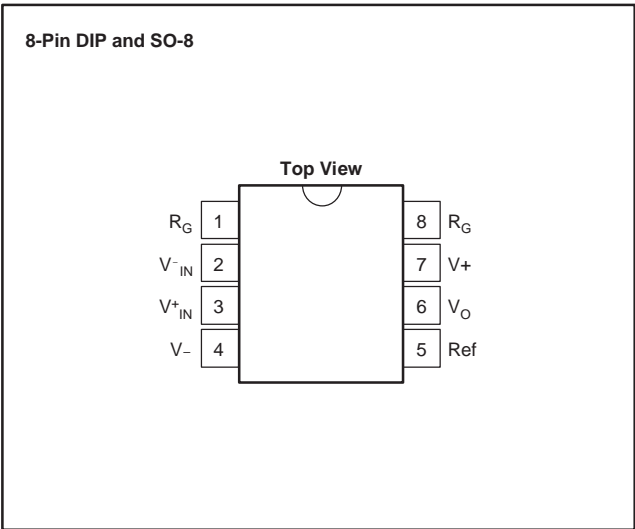 8-Pin DIP and SO-8
Top View
R_G 1 8 R_G
V⁻_IN 2 7 V+
V⁺_IN 3 6 V_O
V– 4 5 Ref